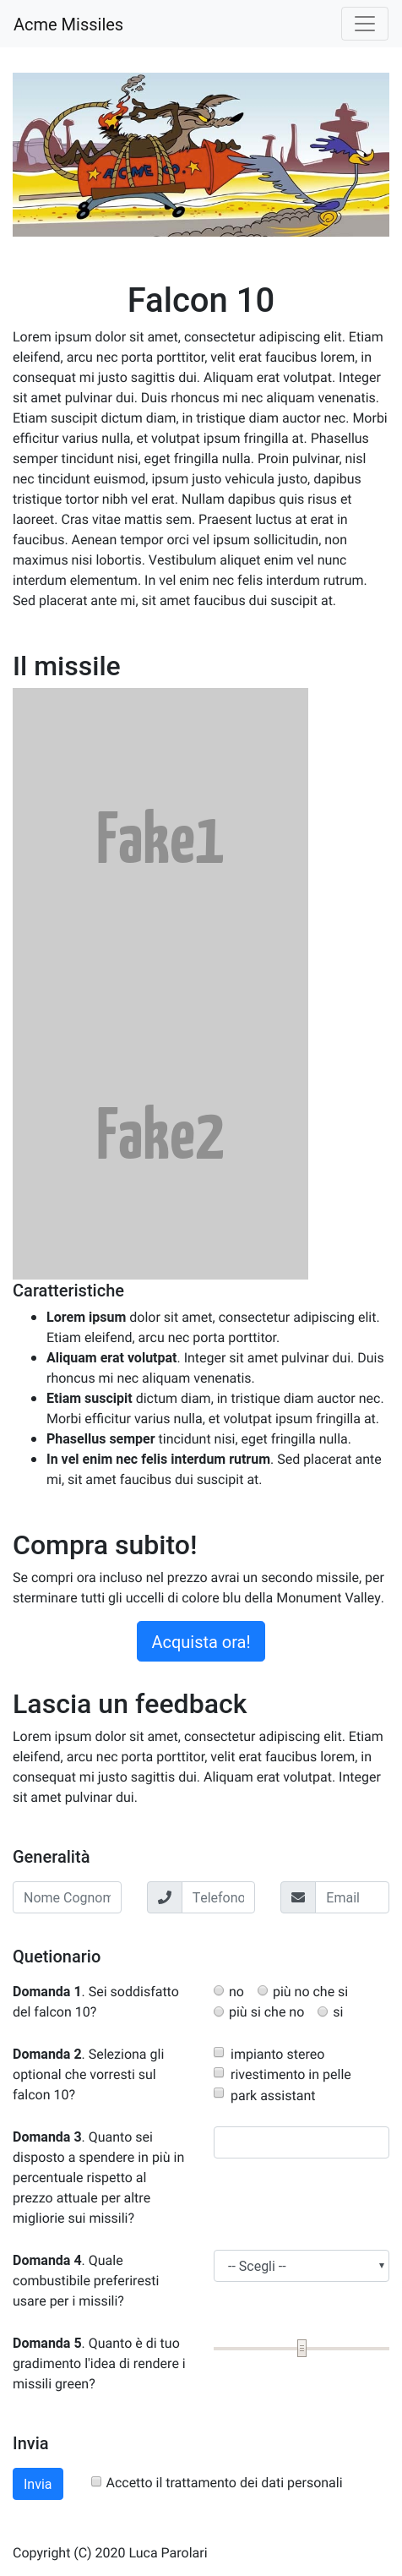 Acme Missiles
ACME CO.
Falcon 10
Lorem ipsum dolor sit amet, consectetur adipiscing elit. Etiam
eleifend, arcu nec porta porttitor, velit erat faucibus lorem, in
consequat mi justo sagittis dui. Aliquam erat volutpat. Integer
sit amet pulvinar dui. Duis rhoncus mi nec aliquam venenatis.
Etiam suscipit dictum diam, in tristique diam auctor nec. Morbi
efficitur varius nulla, et volutpat ipsum fringilla at. Phasellus
semper tincidunt nisi, eget fringilla nulla. Proin pulvinar, nisl
nec tincidunt euismod, ipsum justo vehicula justo, dapibus
tristique tortor nibh vel erat. Nullam dapibus quis risus et
laoreet. Cras vitae mattis sem. Praesent luctus at erat in
faucibus. Aenean tempor orci vel ipsum sollicitudin, non
maximus nisi lobortis. Vestibulum aliquet enim vel nunc
interdum elementum. In vel enim nec felis interdum rutrum.
Sed placerat ante mi, sit amet faucibus dui suscipit at.
Il missile
Fake1
Fake2
Caratteristiche
Lorem ipsum dolor sit amet, consectetur adipiscing elit.
Etiam eleifend, arcu nec porta porttitor.
Aliquam erat volutpat. Integer sit amet pulvinar dui. Duis
rhoncus mi nec aliquam venenatis.
Etiam suscipit dictum diam, in tristique diam auctor nec.
Morbi efficitur varius nulla, et volutpat ipsum fringilla at.
Phasellus semper tincidunt nisi, eget fringilla nulla.
In vel enim nec felis interdum rutrum. Sed placerat ante
mi, sit amet faucibus dui suscipit at.
Compra subito!
Se compri ora incluso nel prezzo avrai un secondo missile, per
sterminare tutti gli uccelli di colore blu della Monument Valley.
Acquista ora!
Lascia un feedback
Lorem ipsum dolor sit amet, consectetur adipiscing elit. Etiam
eleifend, arcu nec porta porttitor, velit erat faucibus lorem, in
consequat mi justo sagittis dui. Aliquam erat volutpat. Integer
sit amet pulvinar dui.
Generalità
Nome Cognom Telefono Email
Quetionario
Domanda 1. Sei soddisfatto
del falcon 10?
no più no che si
più si che no si
Domanda 2. Seleziona gli
optional che vorresti sul
falcon 10?
impianto stereo
rivestimento in pelle
park assistant
Domanda 3. Quanto sei
disposto a spendere in più in
percentuale rispetto al
prezzo attuale per altre
migliorie sui missili?
Domanda 4. Quale
combustibile preferiresti
usare per i missili?
-- Scegli --
Domanda 5. Quanto è di tuo
gradimento l'idea di rendere i
missili green?
Invia
Invia Accetto il trattamento dei dati personali
Copyright (C) 2020 Luca Parolari